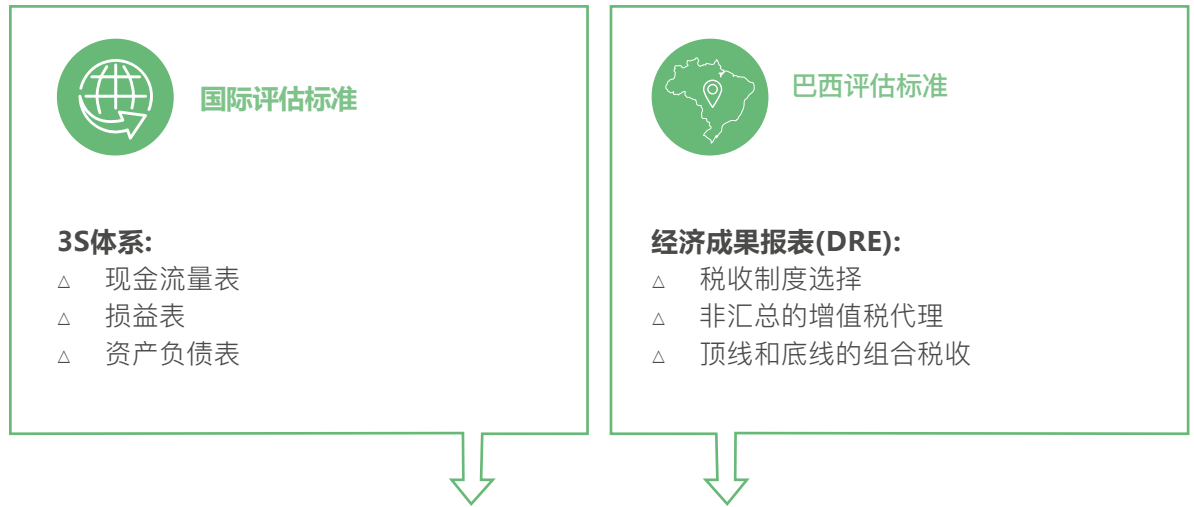 国际评估标准
3S体系:
△ 现金流量表
△ 损益表
△ 资产负债表
巴西评估标准
经济成果报表(DRE):
△ 税收制度选择
△ 非汇总的增值税代理
△ 顶线和底线的组合税收